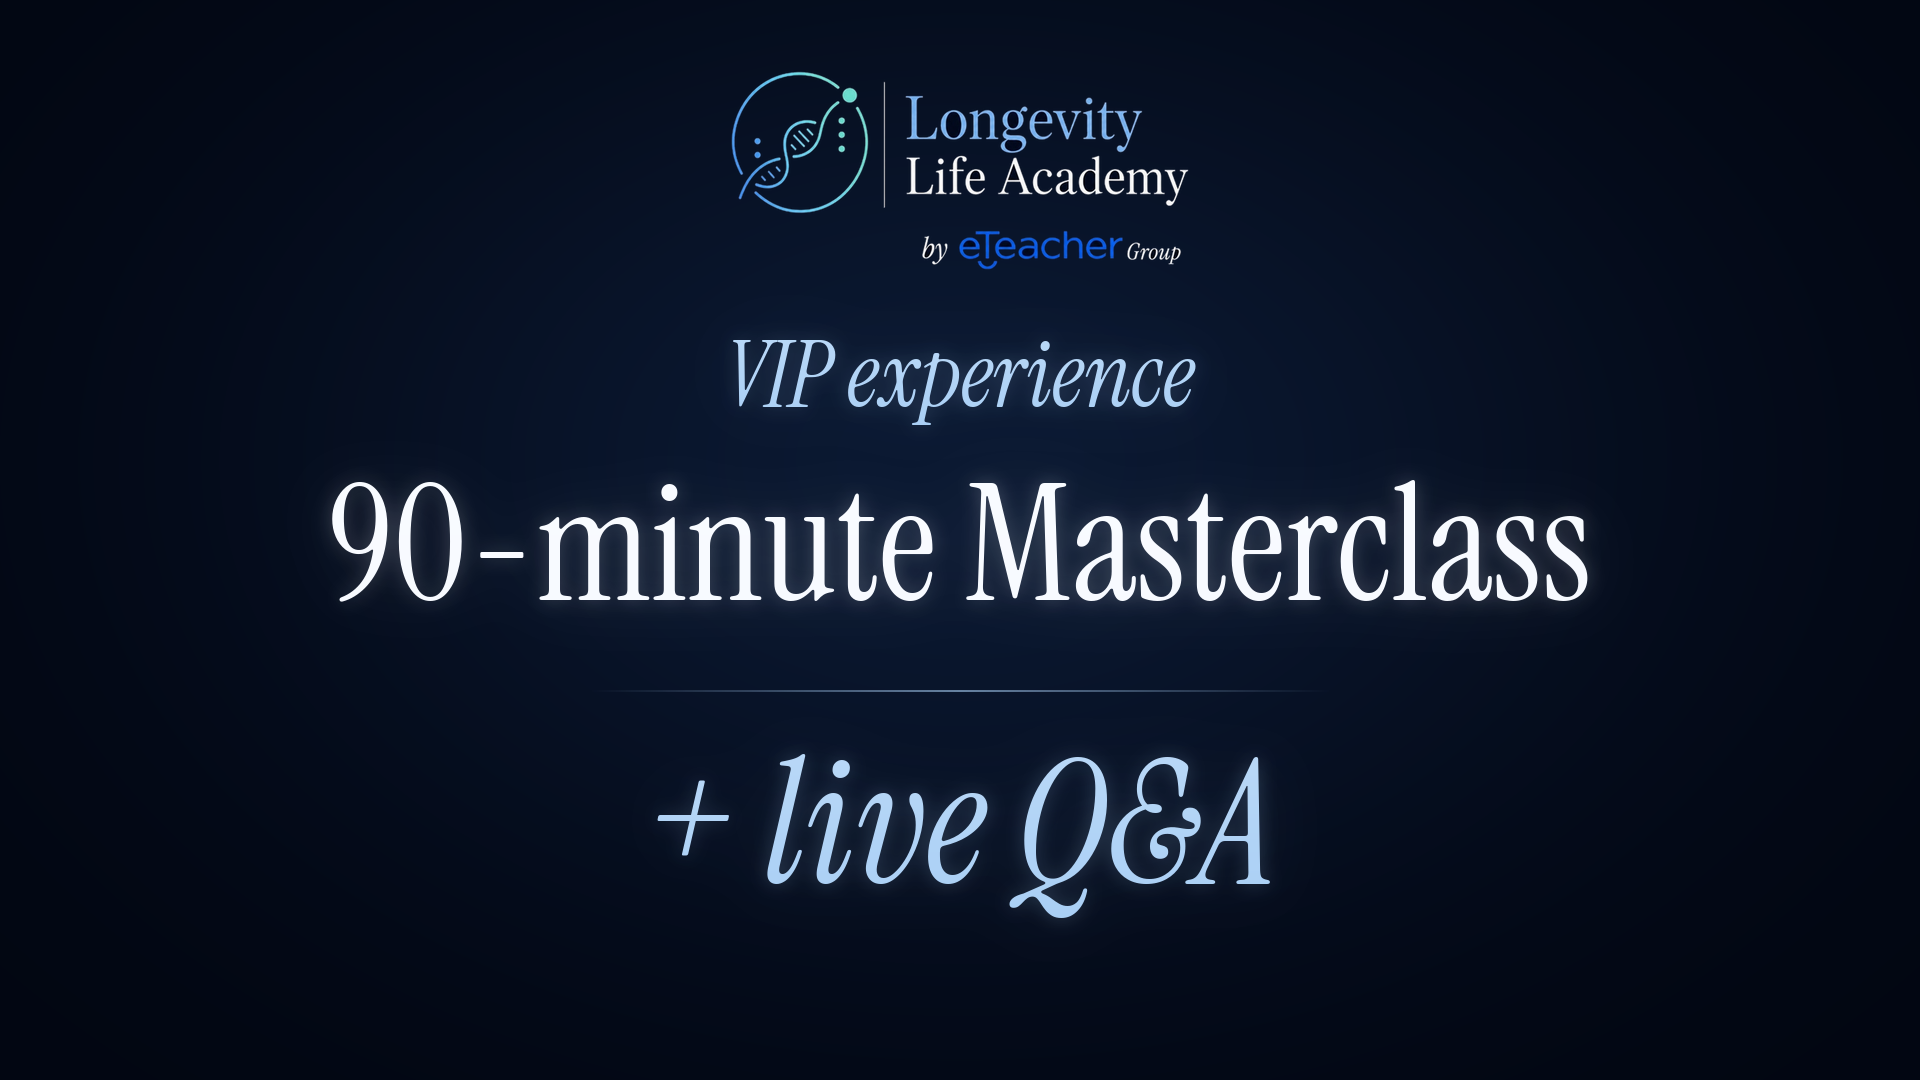 Longevity
Life Academy
by eTeacher Group
VIP experience
90-minute Masterclass
+ live Q&A